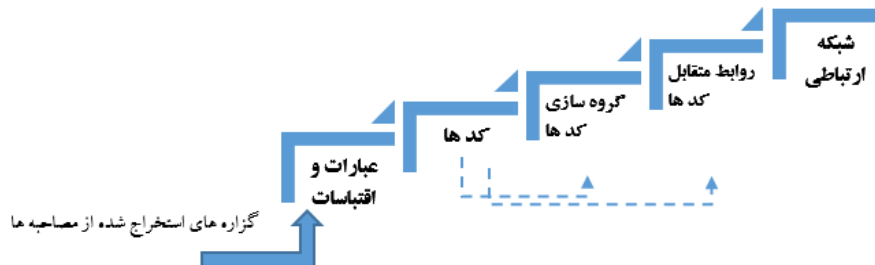 شبکه
ارتباطی
روابط متقابل
کد ها
گروه سازی
کد ها
کد ها
عبارات و
اقتباسات
گزاره های استخراج شده از مصاحبه ها